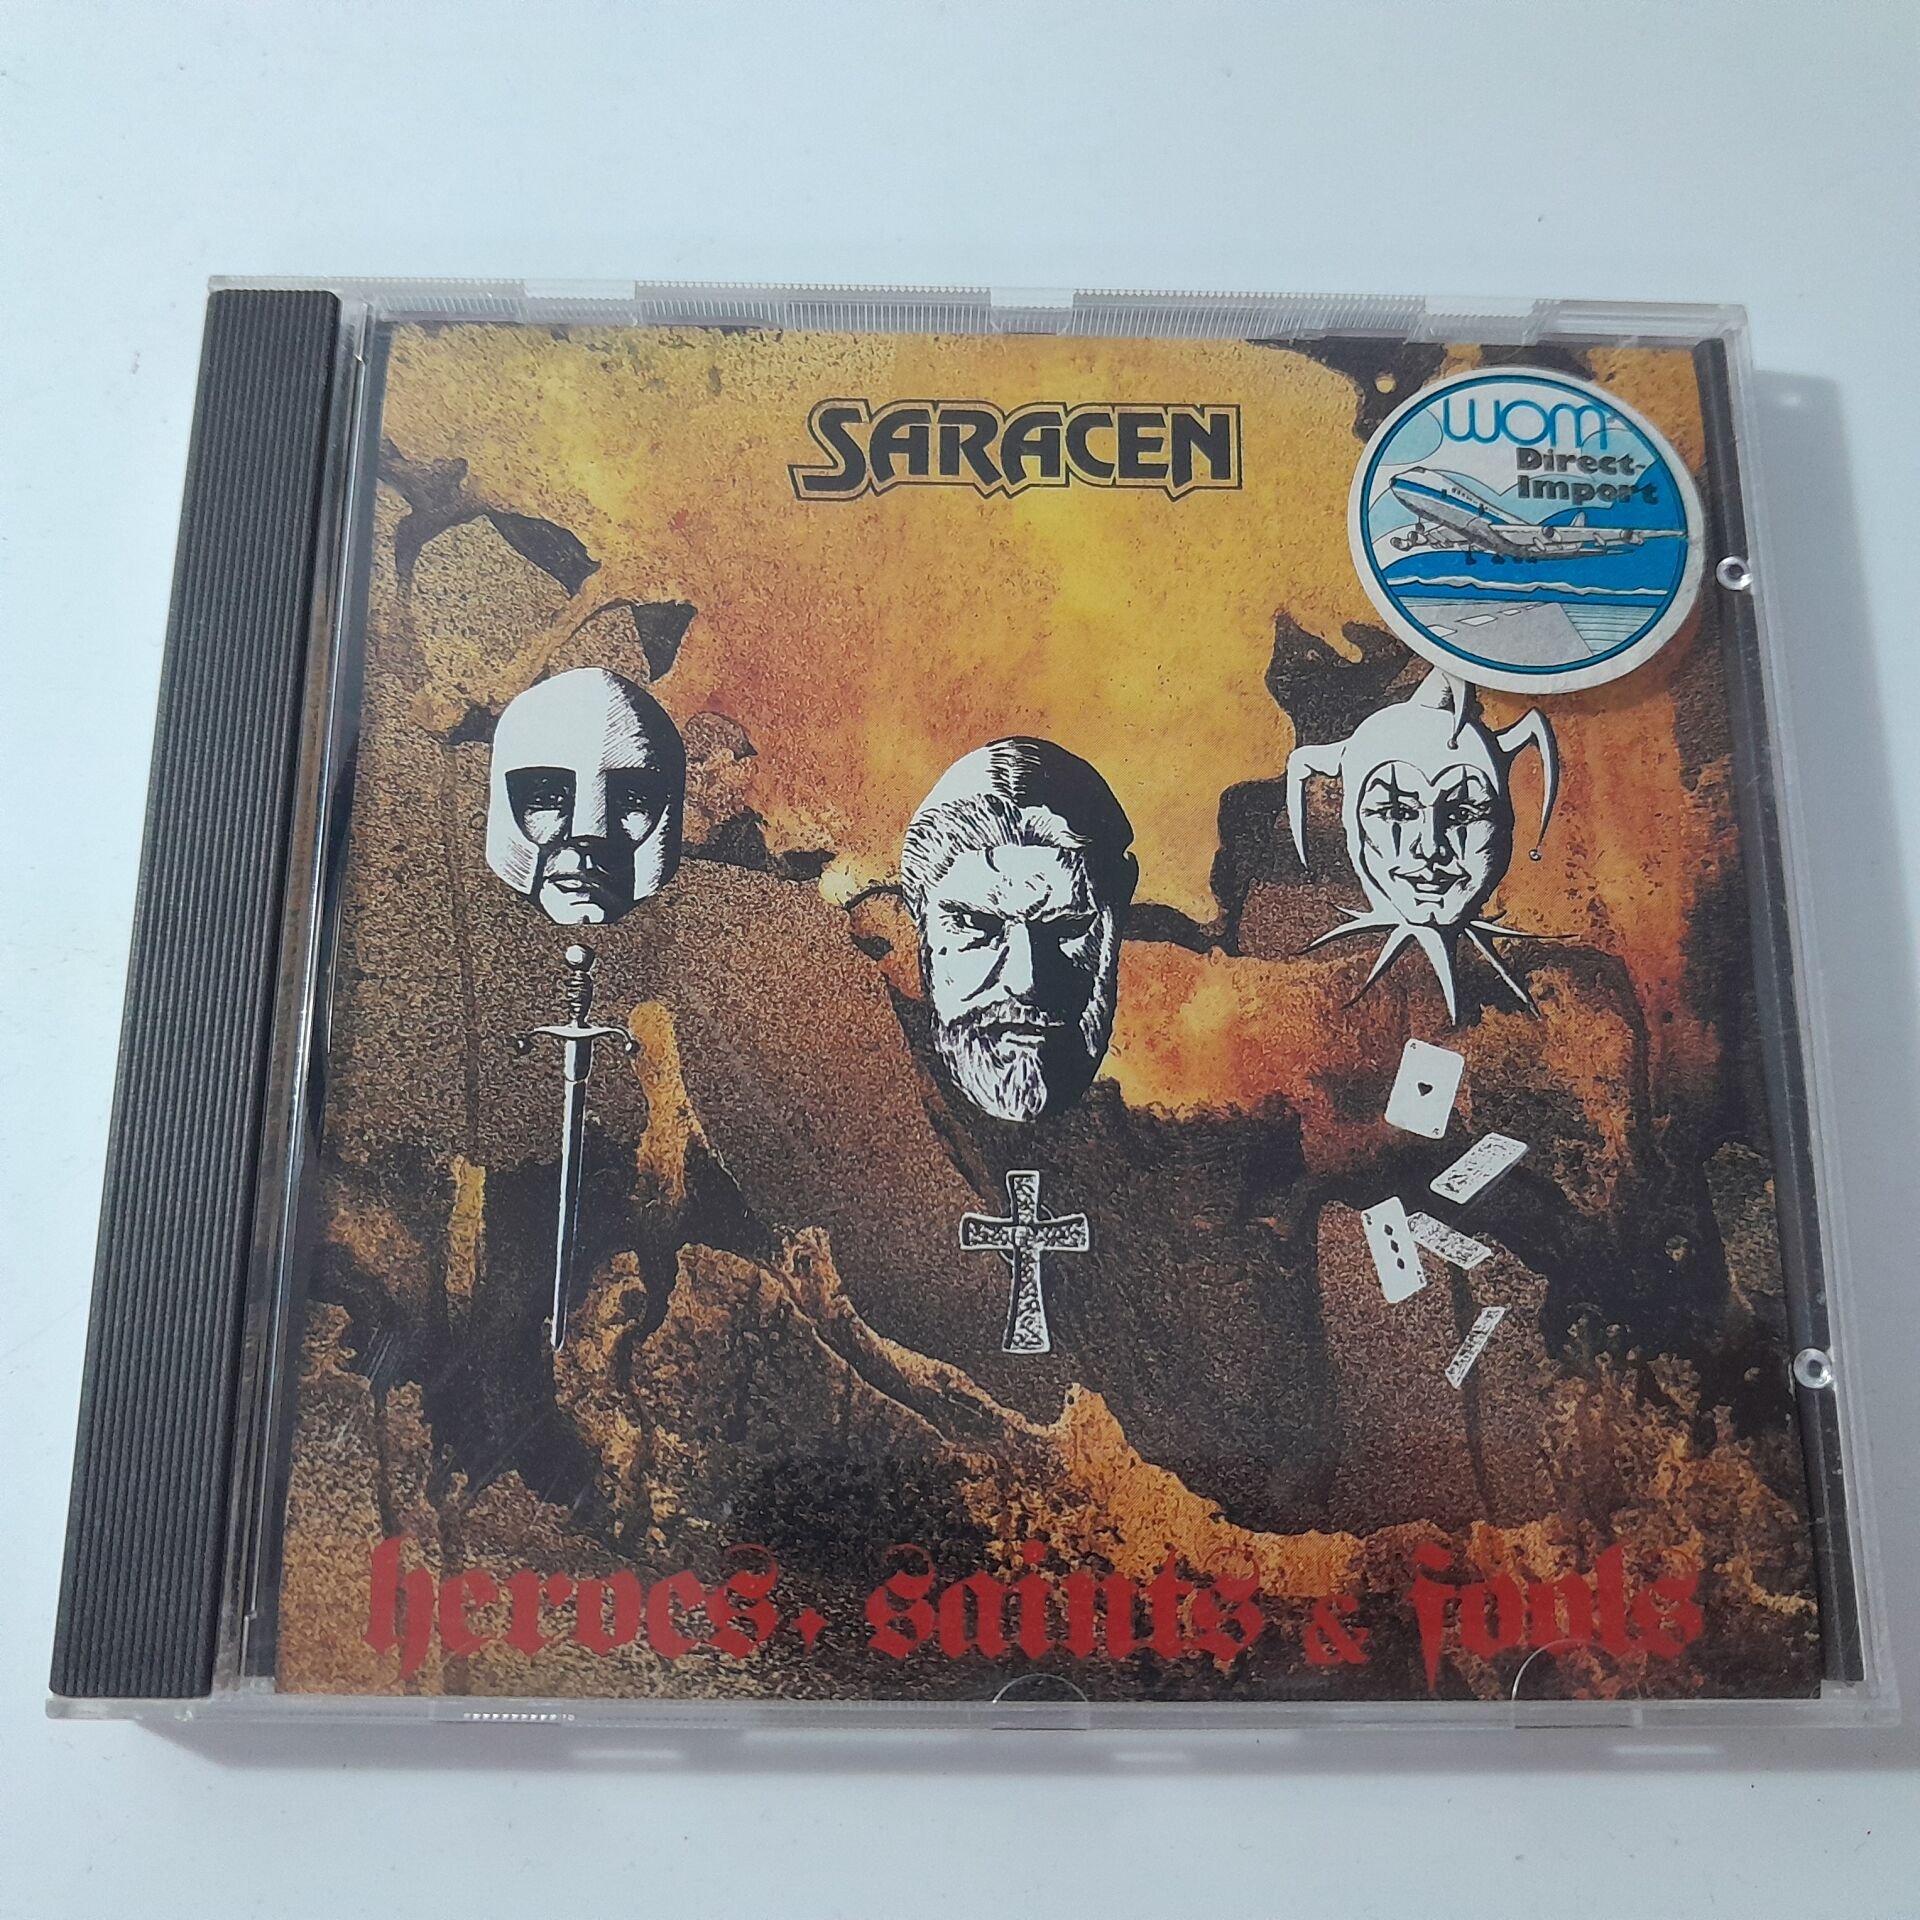 SARACEN
WOM
Direct-
Import
heroes, saints & fools